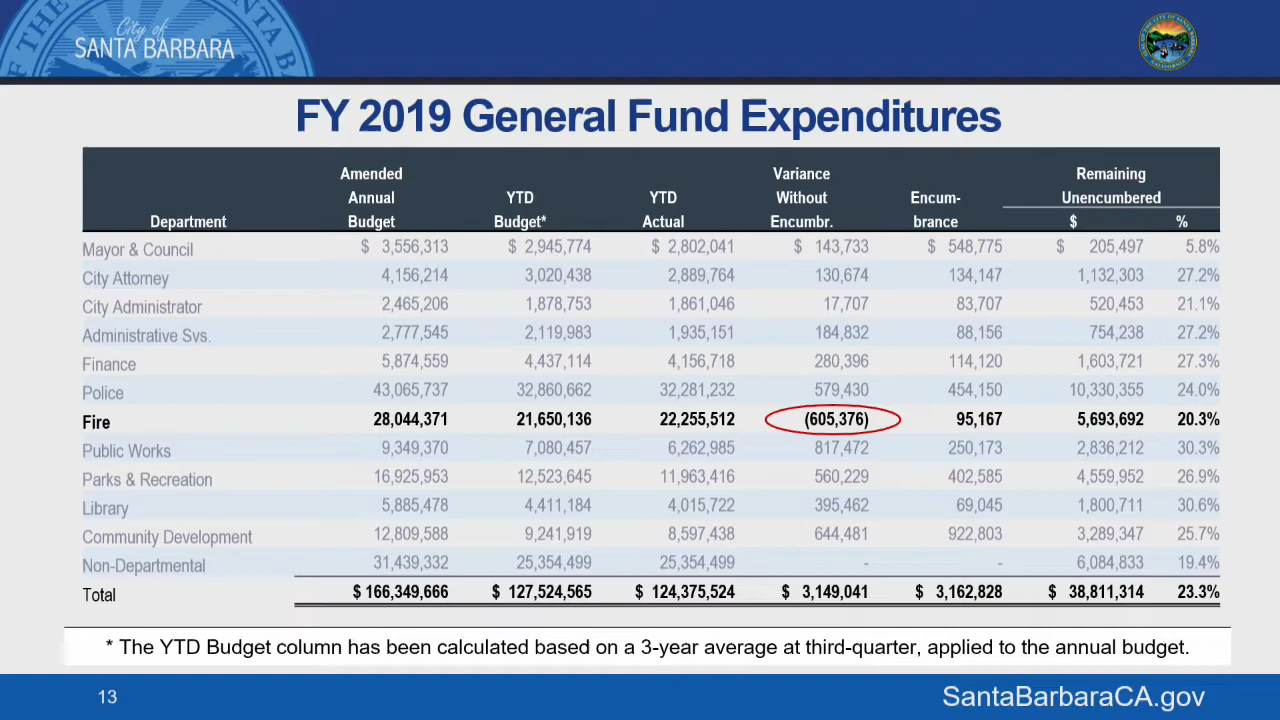 City of
SANTA BARBARA
FY 2019 General Fund Expenditures
Amended Variance Remaining
Annual YTD YTD Without Encum- Unencumbered
Department Budget Budget* Actual Encumbr. brance $ %
Mayor & Council $ 3,556,313 $ 2,945,774 $ 2,802,041 $ 143,733 $ 548,775 $ 205,497 5.8%
City Attorney 4,156,214 3,020,438 2,889,764 130,674 134,147 1,132,303 27.2%
City Administrator 2,465,206 1,878,753 1,861,046 17,707 83,707 520,453 21.1%
Administrative Svs. 2,777,545 2,119,983 1,935,151 184,832 88,156 754,238 27.2%
Finance 5,874,559 4,437,114 4,156,718 280,396 114,120 1,603,721 27.3%
Police 43,065,737 32,860,662 32,281,232 579,430 454,150 10,330,355 24.0%
Fire 28,044,371 21,650,136 22,255,512 (605,376) 95,167 5,693,692 20.3%
Public Works 9,349,370 7,080,457 6,262,985 817,472 250,173 2,836,212 30.3%
Parks & Recreation 16,925,953 12,523,645 11,963,416 560,229 402,585 4,559,952 26.9%
Library 5,885,478 4,411,184 4,015,722 395,462 69,045 1,800,711 30.6%
Community Development 12,809,588 9,241,919 8,597,438 644,481 922,803 3,289,347 25.7%
Non-Departmental 31,439,332 25,354,499 25,354,499 - - 6,084,833 19.4%
Total $ 166,349,666 $ 127,524,565 $ 124,375,524 $ 3,149,041 $ 3,162,828 $ 38,811,314 23.3%
* The YTD Budget column has been calculated based on a 3-year average at third-quarter, applied to the annual budget.
13 SantaBarbaraCA.gov